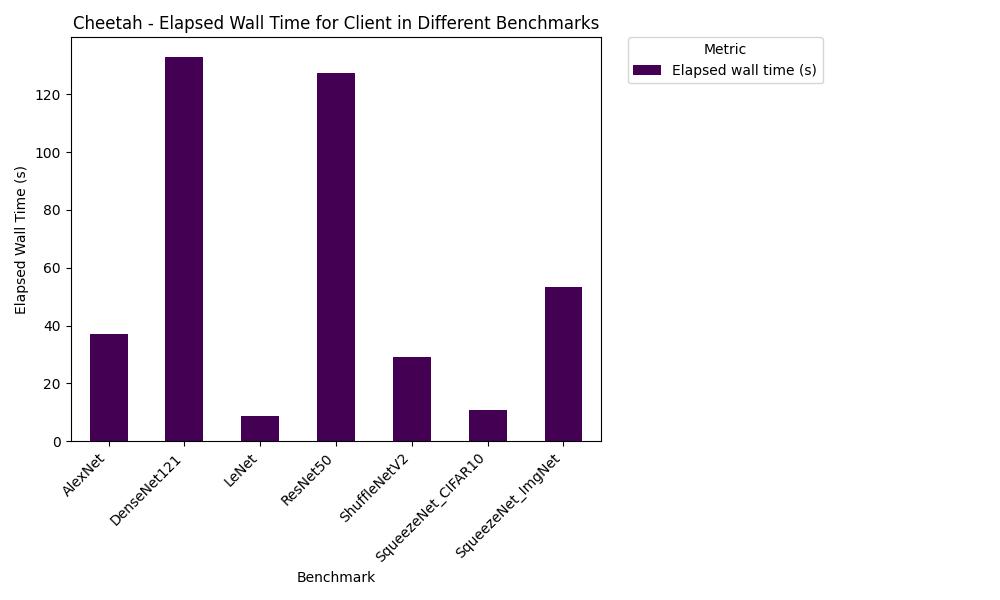 Cheetah - Elapsed Wall Time for Client in Different Benchmarks
Metric
Elapsed wall time (s)
Elapsed Wall Time (s)
120
100
80
60
40
20
0
AlexNet
DenseNet121
LeNet
ResNet50
ShuffleNetV2
SqueezeNet_CIFAR10
SqueezeNet_ImgNet
Benchmark